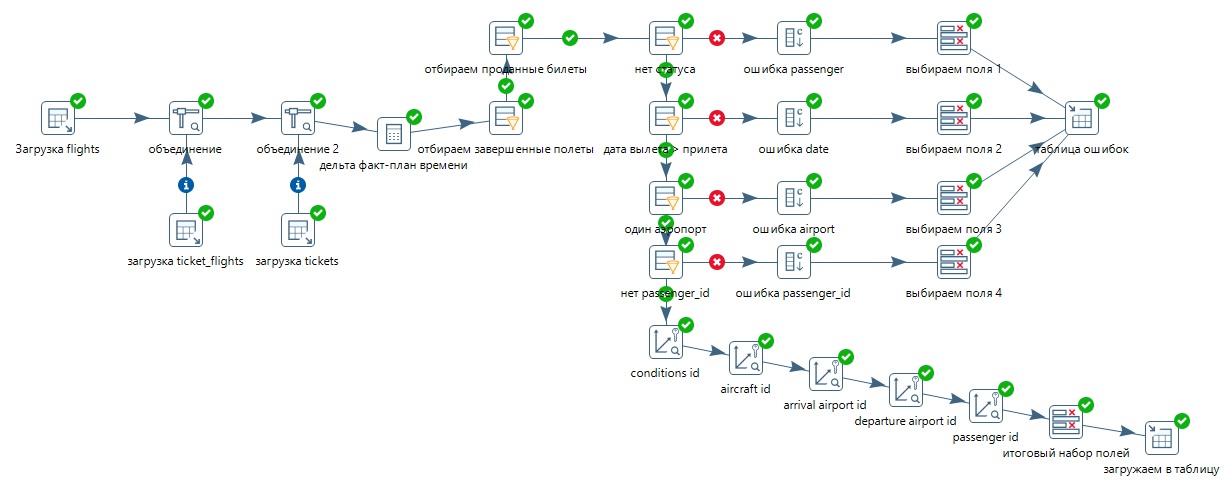 отбираем проданные билеты
нет статуса
ошибка passenger
выбираем поля 1
Загрузка flights
объединение
объединение 2
дельта факт-план времени
отбираем завершенные полеты
дата вылета > прилета
ошибка date
выбираем поля 2
таблица ошибок
загрузка ticket_flights
загрузка tickets
один аэропорт
ошибка airport
выбираем поля 3
нет passenger_id
ошибка passenger_id
выбираем поля 4
conditions id
aircraft id
arrival airport id
departure airport id
passenger id
итоговый набор полей
загружаем в таблицу